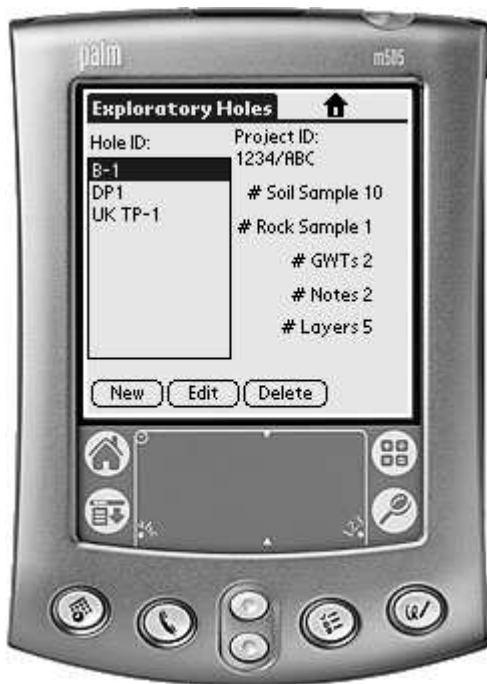 palm
m505
Exploratory Holes
Hole ID:
B-1
DP1
UK TP-1
Project ID:
1234/ABC
# Soil Sample 10
# Rock Sample 1
# GWTs 2
# Notes 2
# Layers 5
New
Edit
Delete